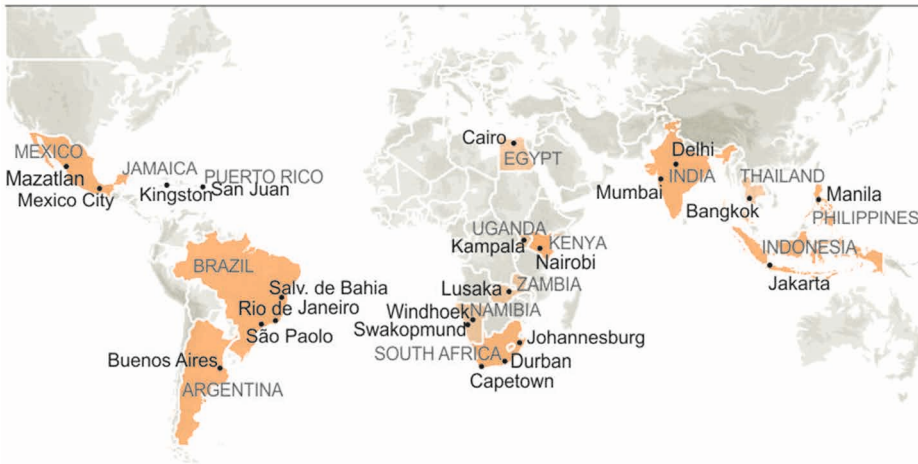 MEXICO
Mazatlan
Mexico City
JAMAICA
Kingston
PUERTO RICO
San Juan
BRAZIL
Salv. de Bahia
Rio de Janeiro
São Paolo
Buenos Aires
ARGENTINA
Cairo
EGYPT
UGANDA
Kampala
KENYA
Nairobi
Lusaka
ZAMBIA
Windhoek
NAMIBIA
Swakopmund
SOUTH AFRICA
Johannesburg
Durban
Capetown
Delhi
INDIA
Mumbai
THAILAND
Bangkok
Manila
PHILIPPINES
INDONESIA
Jakarta